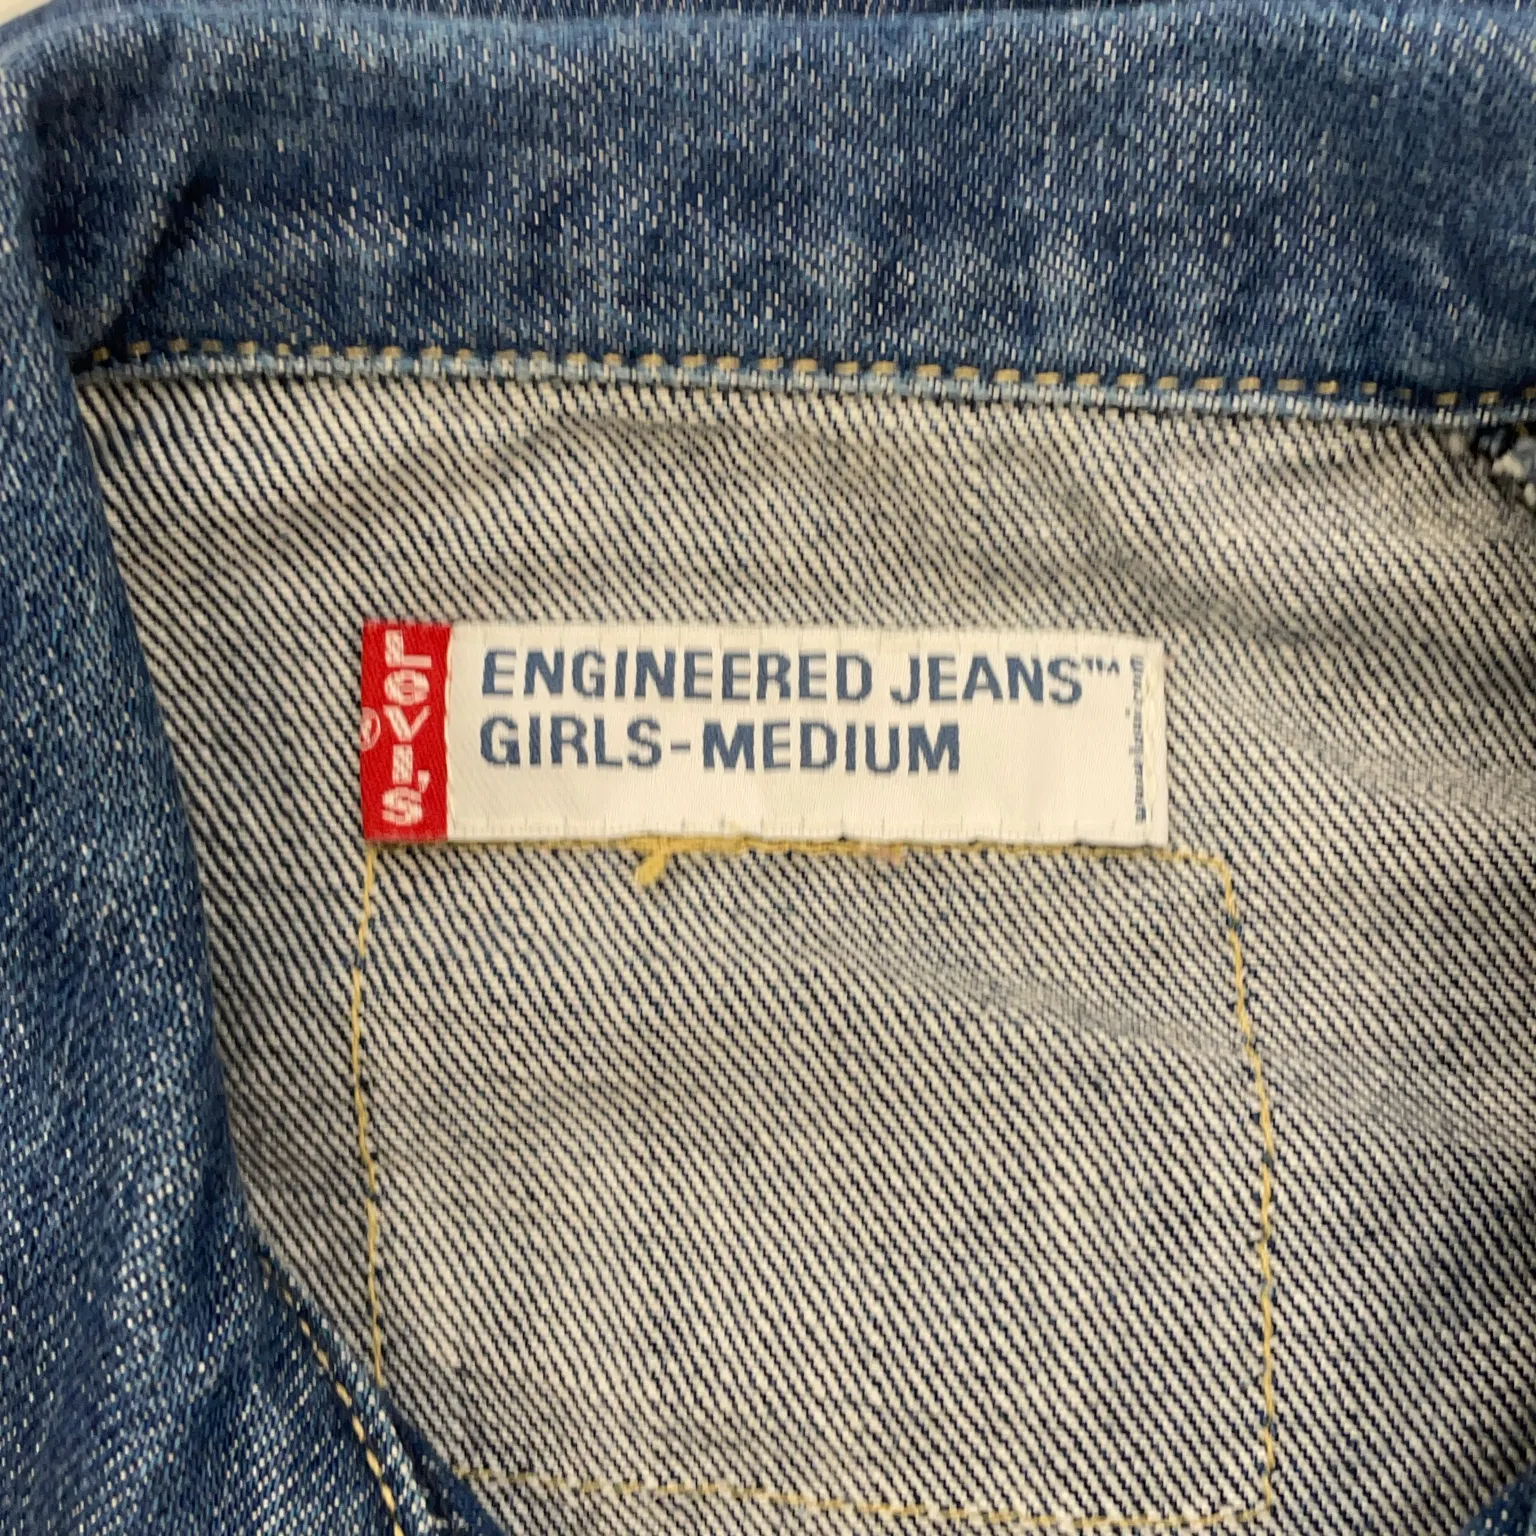 Levi's
®
ENGINEERED JEANS™
GIRLS-MEDIUM